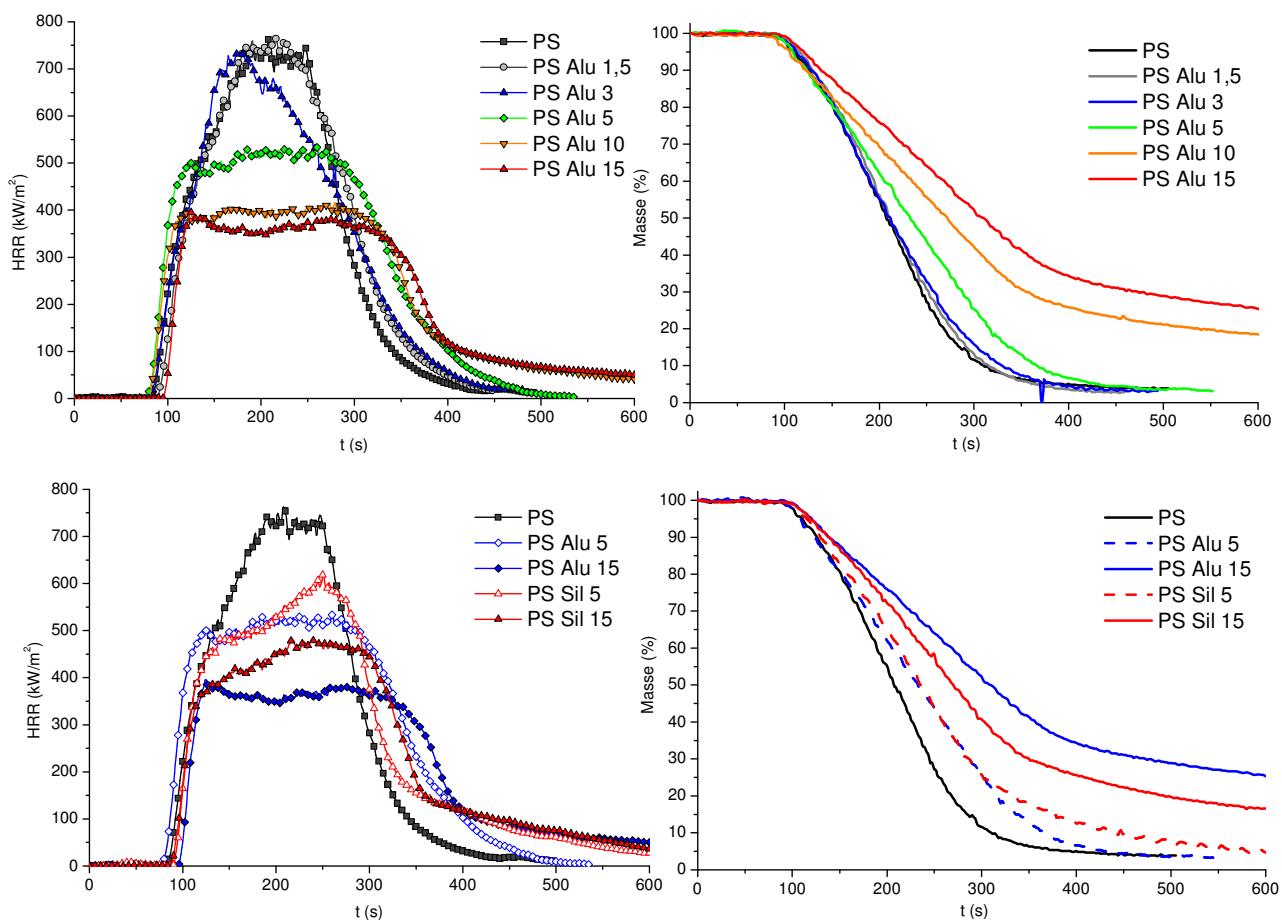 800
700
600
500
400
300
200
100
0
HRR (kW/m²)
0 100 200 300 400 500 600
t (s)
PS
PS Alu 1,5
PS Alu 3
PS Alu 5
PS Alu 10
PS Alu 15
100
90
80
70
60
50
40
30
20
10
0
Masse (%)
0 100 200 300 400 500 600
t (s)
PS
PS Alu 1,5
PS Alu 3
PS Alu 5
PS Alu 10
PS Alu 15
800
700
600
500
400
300
200
100
0
HRR (kW/m²)
0 100 200 300 400 500 600
t (s)
PS
PS Alu 5
PS Alu 15
PS Sil 5
PS Sil 15
100
90
80
70
60
50
40
30
20
10
0
Masse (%)
0 100 200 300 400 500 600
t (s)
PS
PS Alu 5
PS Alu 15
PS Sil 5
PS Sil 15